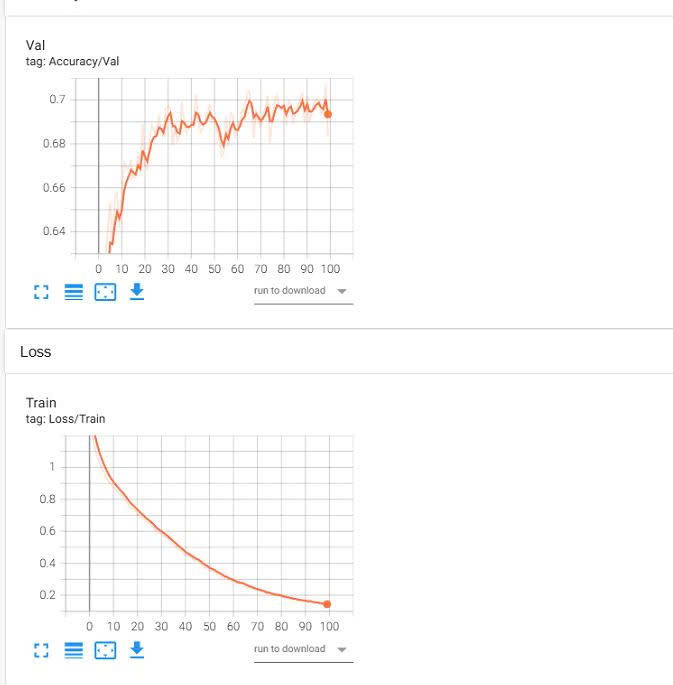 Val
tag: Accuracy/Val
0.7
0.68
0.66
0.64
0 10 20 30 40 50 60 70 80 90 100
run to download
Loss
Train
tag: Loss/Train
1
0.8
0.6
0.4
0.2
0 10 20 30 40 50 60 70 80 90 100
run to download